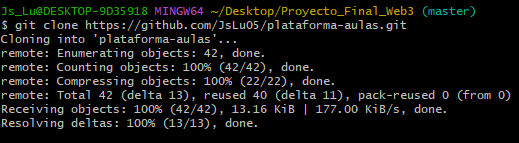 Js_Lu@DESKTOP-9D35918 MINGW64 ~/Desktop/Proyecto_Final_Web3 (master)
$ git clone https://github.com/JsLu05/plataforma-aulas.git
Cloning into 'plataforma-aulas'...
remote: Enumerating objects: 42, done.
remote: Counting objects: 100% (42/42), done.
remote: Compressing objects: 100% (22/22), done.
remote: Total 42 (delta 13), reused 40 (delta 11), pack-reused 0 (from 0)
Receiving objects: 100% (42/42), 13.16 KiB | 177.00 KiB/s, done.
Resolving deltas: 100% (13/13), done.